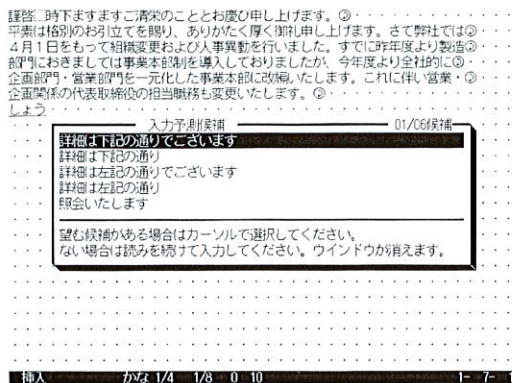 謹啓 時下ますますご清栄のこととお慶び申し上げます。
平素は格別のお引立てを賜り、ありがたく厚く御礼申し上げます。さて弊社では
4月1日をもって組織変更および人事異動を行いました。すでに昨年度より製造
部門におきましては事業本部制を導入しておりましたが、今年度より全社的に
企画部門・営業部門を一元化した事業本部に改編いたします。これに伴い営業・
企画関係の代表取締役の担当職務も変更いたします。
しょう
入力予測候補 01/06候補
詳細は下記の通りでございます
詳細は下記の通り
詳細は左記の通りでございます
詳細は左記の通り
照会いたします
望む候補がある場合はカーソルで選択してください。
ない場合は読みを続けて入力してください。ウインドウが消えます。
挿入 かな 1/4 1/8 0 10 1- 7- 1